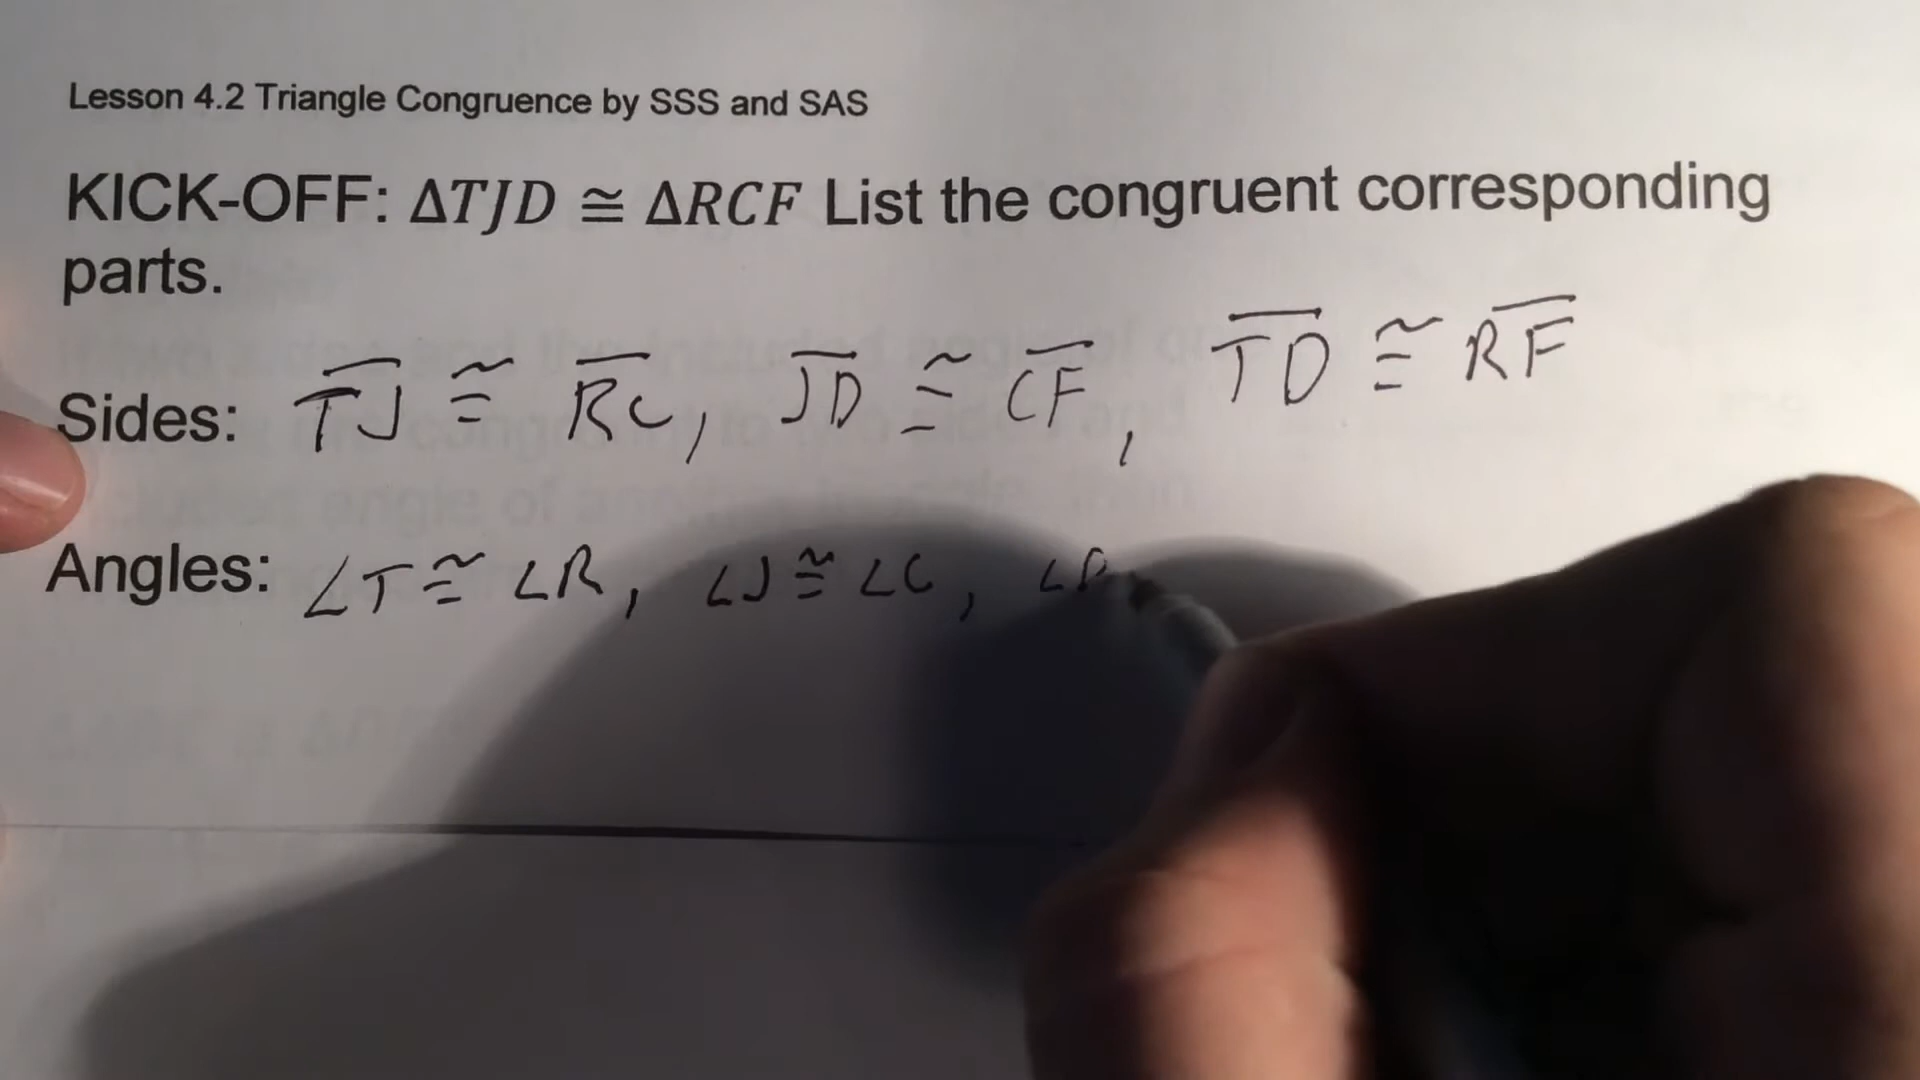 Lesson 4.2 Triangle Congruence by SSS and SAS
KICK-OFF: ΔTJD ≅ ΔRCF List the congruent corresponding
parts.
Sides: T̅J̅ ≅ R̅C̅, J̅D̅ ≅ C̅F̅, T̅D̅ ≅ R̅F̅
Angles: ∠T ≅ ∠R, ∠J ≅ ∠C, ∠